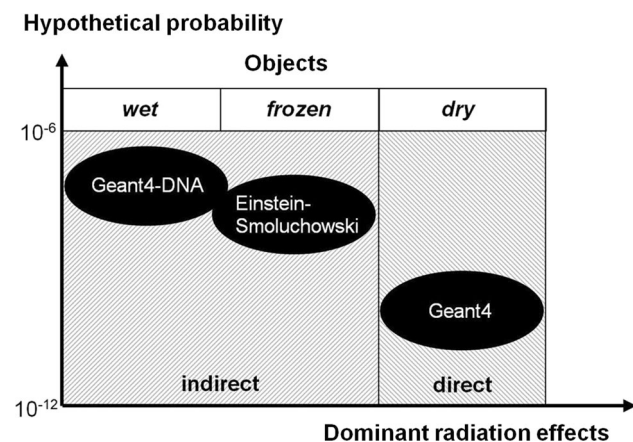 Hypothetical probability
Objects
wet frozen dry
10-6
Geant4-DNA
Einstein-
Smoluchowski
Geant4
indirect direct
10-12
Dominant radiation effects